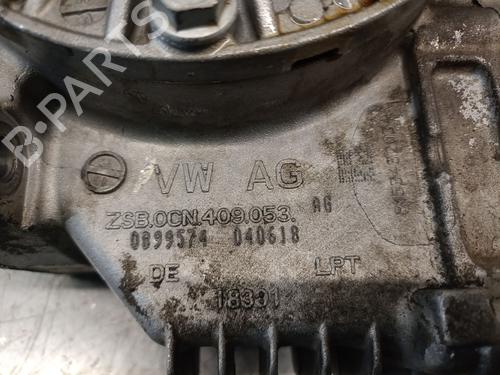 B-PARTS
VW AG
ZSB.0CN.409.053. AG
0899574 040618
DE LPT
18301